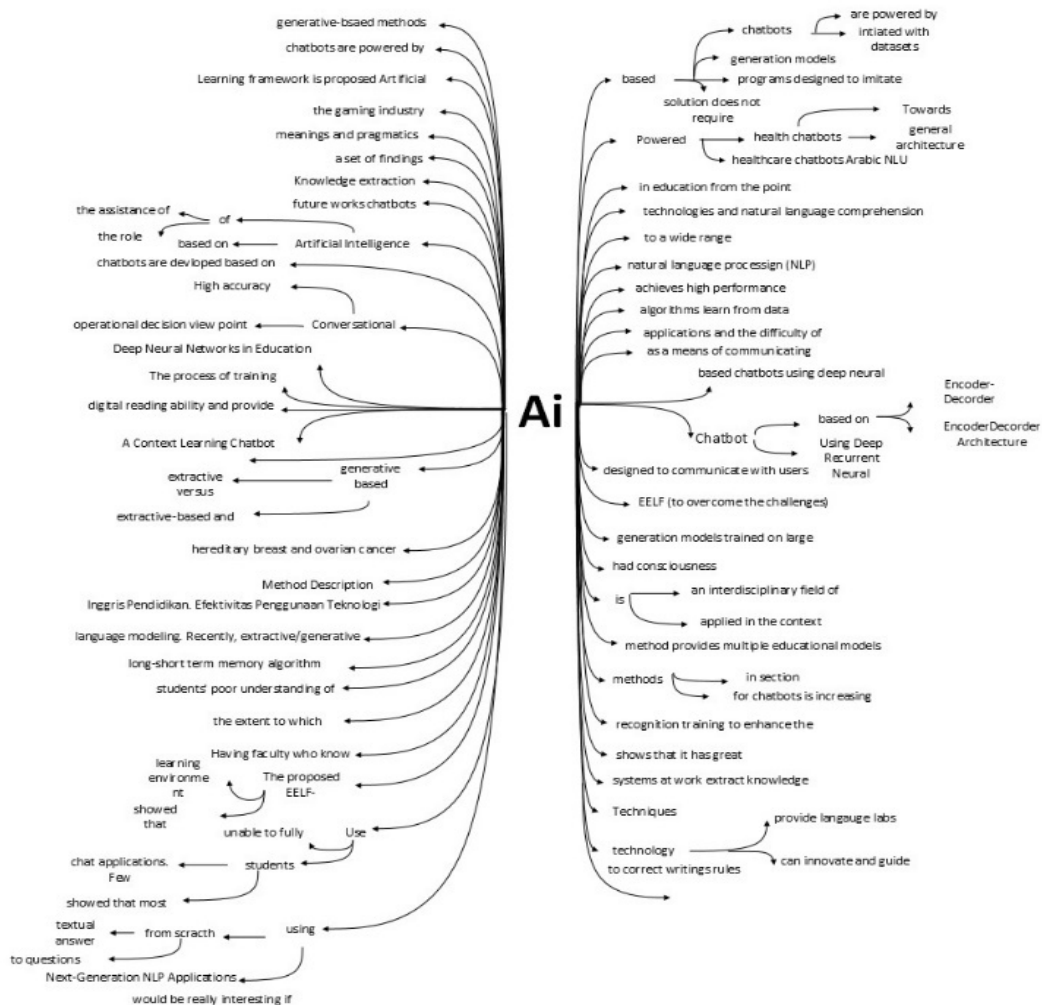 generative-bsaed methods
chatbots are powered by
Learning framework is proposed Artificial
the gaming industry
meanings and pragmatics
a set of findings
Knowledge extraction
future works chatbots
the assistance of
of
the role
based on
Artificial Intelligence
chatbots are devloped based on
High accuracy
operational decision view point
Conversational
Deep Neural Networks in Education
The process of training
digital reading ability and provide
A Context Learning Chatbot
generative
based
extractive
versus
extractive-based and
hereditary breast and ovarian cancer
Method Description
Inggris Pendidikan. Efektivitas Penggunaan Teknologi
language modeling. Recently, extractive/generative
long-short term memory algorithm
students' poor understanding of
the extent to which
Having faculty who know
learning
environme
nt
The proposed
EELF-
showed
that
unable to fully
Use
chat applications.
Few
students
showed that most
textual
answer
from scracth
using
to questions
Next-Generation NLP Applications
would be really interesting if
Ai
based
chatbots
are powered by
intiated with
datasets
generation models
programs designed to imitate
solution does not
require
Powered
health chatbots
Towards
general
architecture
healthcare chatbots Arabic NLU
in education from the point
technologies and natural language comprehension
to a wide range
natural language processign (NLP)
achieves high performance
algorithms learn from data
applications and the difficulty of
as a means of communicating
based chatbots using deep neural
Chatbot
based on
Encoder-
Decorder
EncoderDecorder
Architecture
Using Deep
Recurrent
Neural
designed to communicate with users
EELF (to overcome the challenges)
generation models trained on large
had consciousness
is
an interdisciplinary field of
applied in the context
method provides multiple educational models
methods
in section
for chatbots is increasing
recognition training to enhance the
shows that it has great
systems at work extract knowledge
Techniques
technology
provide langauge labs
can innovate and guide
to correct writings rules